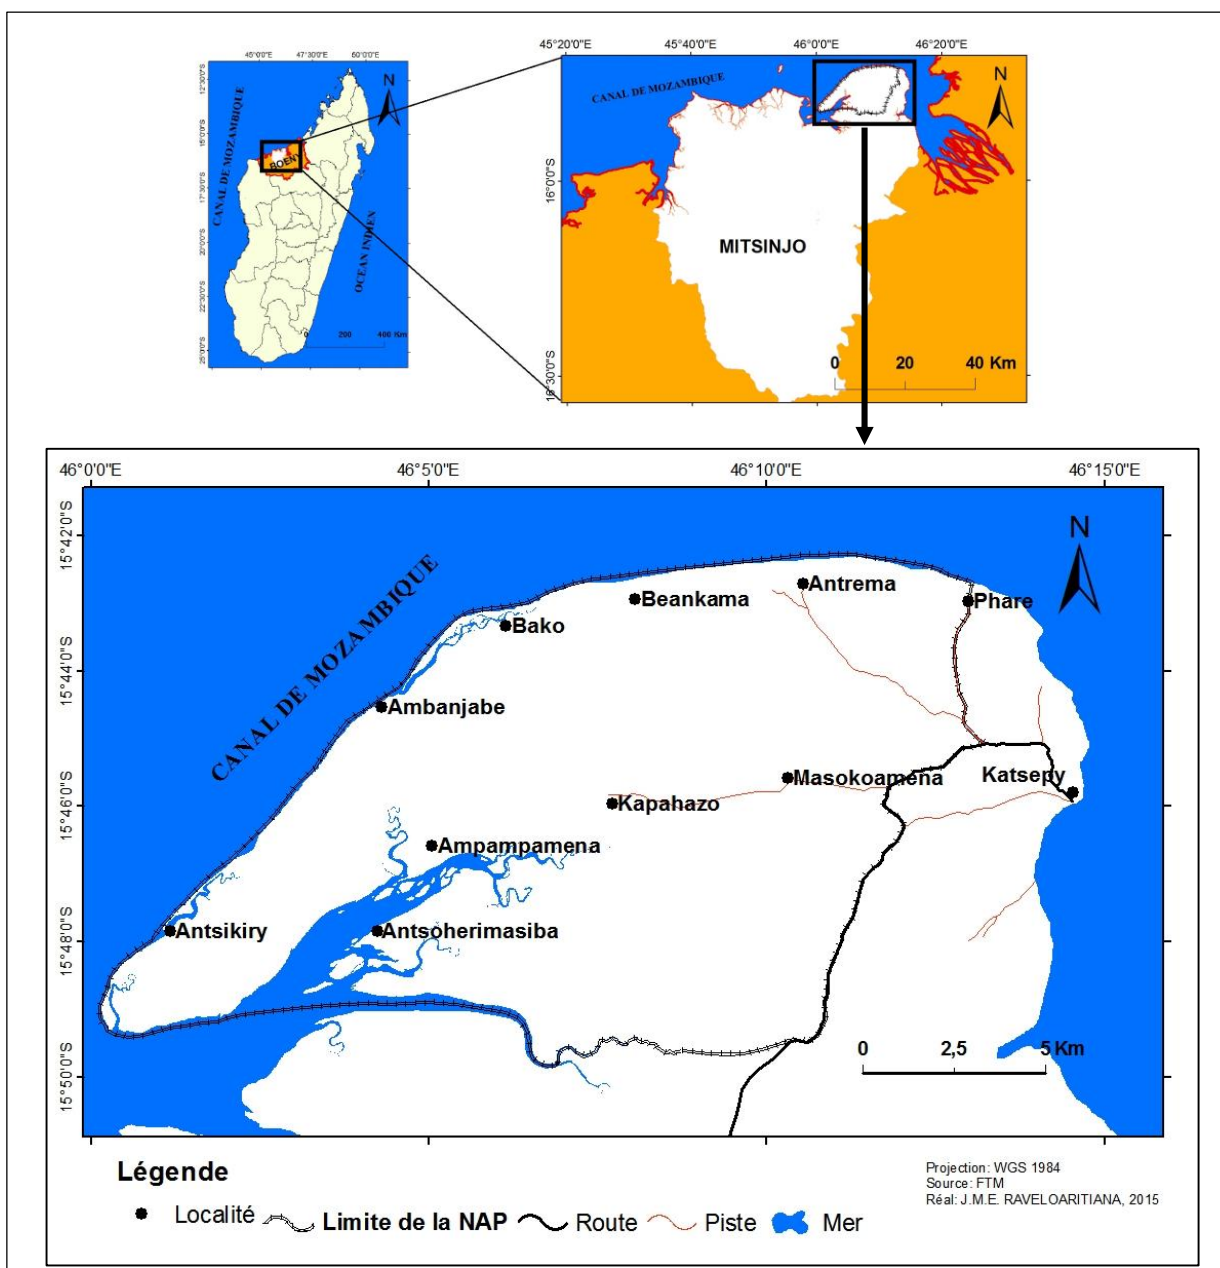 45°0'0"E 47°30'0"E 60°0'0"E
12°30'0"S
15°0'0"S
17°30'0"S
20°0'0"S
22°30'0"S
25°0'0"S
CANAL DE MOZAMBIQUE
N
BOENY
OCEAN INDIEN
0 200 400 Km
45°20'0"E 45°40'0"E 46°0'0"E 46°20'0"E
CANAL DE MOZAMBIQUE
N
16°0'0"S
MITSINJO
16°30'0"S
0 20 40 Km
46°0'0"E 46°5'0"E 46°10'0"E 46°15'0"E
15°42'0"S
15°44'0"S
15°46'0"S
15°48'0"S
15°50'0"S
N
CANAL DE MOZAMBIQUE
Antrema
Beankama
Phare
Bako
Ambanjabe
Masokoamena
Katsepy
Kapahazo
Ampampamena
Antsikiry
Antsoherimasiba
0 2,5 5 Km
Légende
Localité Limite de la NAP Route Piste Mer
Projection: WGS 1984
Source: FTM
Réal: J.M.E. RAVELOARITIANA, 2015